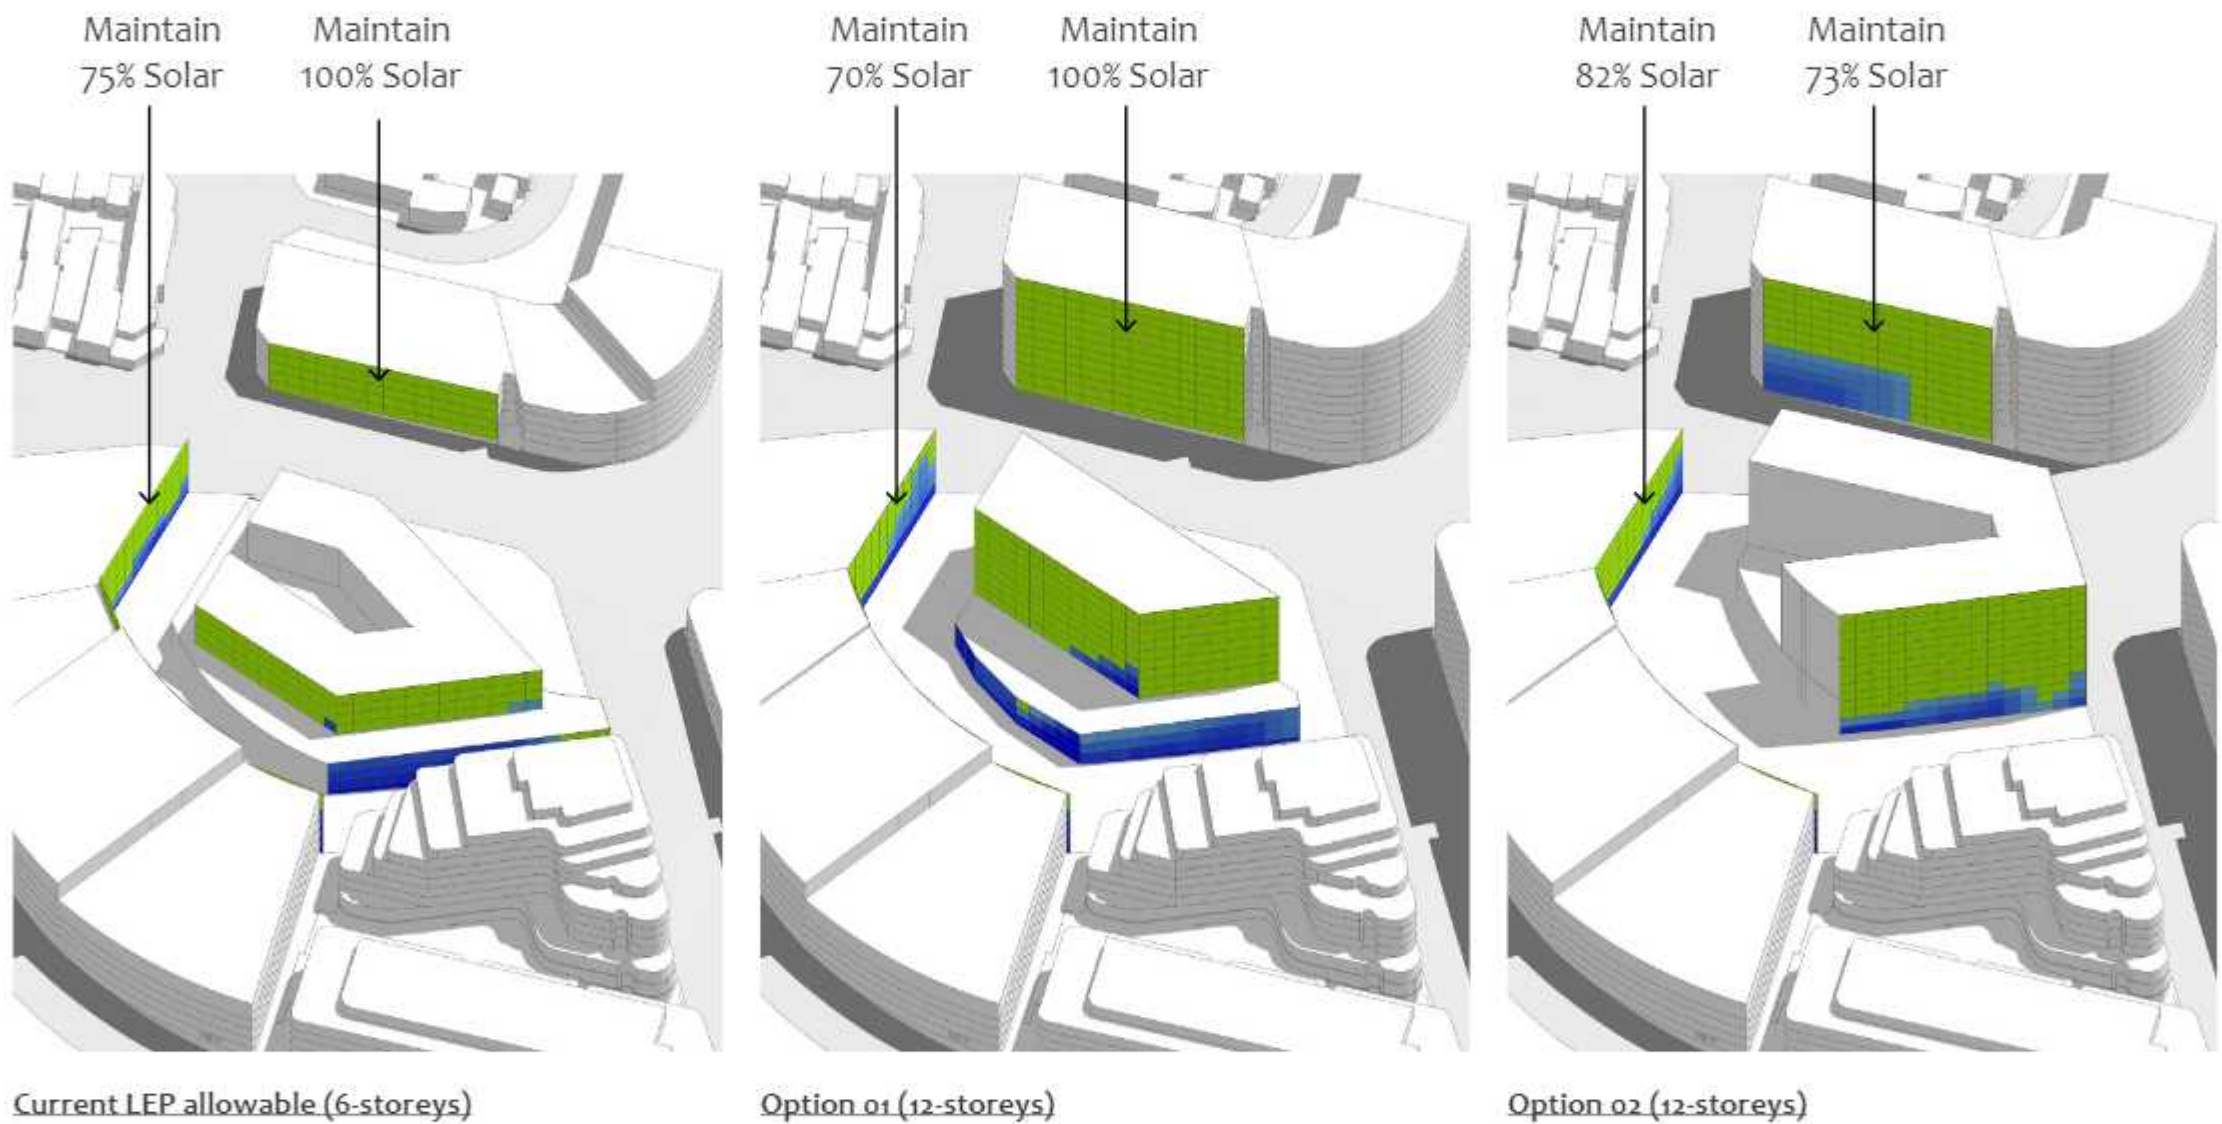 Maintain
75% Solar
Maintain
100% Solar
Maintain
70% Solar
Maintain
100% Solar
Maintain
82% Solar
Maintain
73% Solar
Current LEP allowable (6-storeys)
Option 01 (12-storeys)
Option 02 (12-storeys)